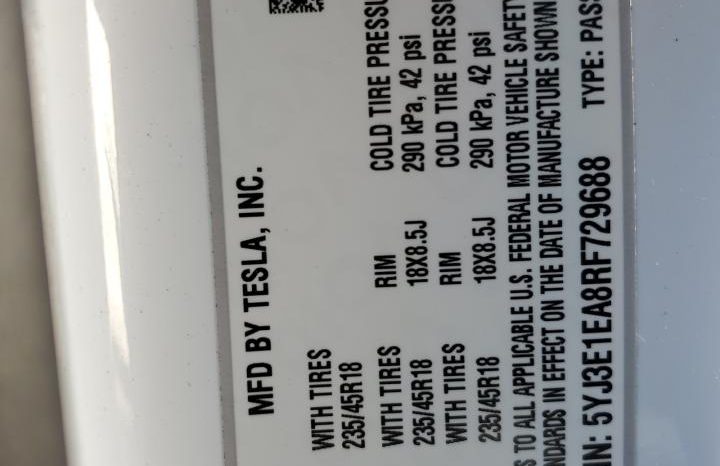 MFD BY TESLA, INC.
WITH TIRES
235/45R18
WITH TIRES RIM COLD TIRE PRESSU
235/45R18 18X8.5J 290 kPa, 42 psi
WITH TIRES RIM COLD TIRE PRESSU
235/45R18 18X8.5J 290 kPa, 42 psi
S TO ALL APPLICABLE U.S. FEDERAL MOTOR VEHICLE SAFETY
NDARDS IN EFFECT ON THE DATE OF MANUFACTURE SHOWN
IN: 5YJ3E1EA8RF729688 TYPE: PASS